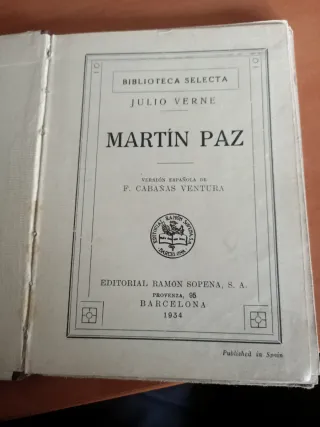 BIBLIOTECA SELECTA
JULIO VERNE
MARTÍN PAZ
VERSIÓN ESPAÑOLA DE
F. CABAÑAS VENTURA
EDITORIAL RAMÓN SOPENA, S. A.
PROVENZA, 95
BARCELONA
1934
Published in Spain